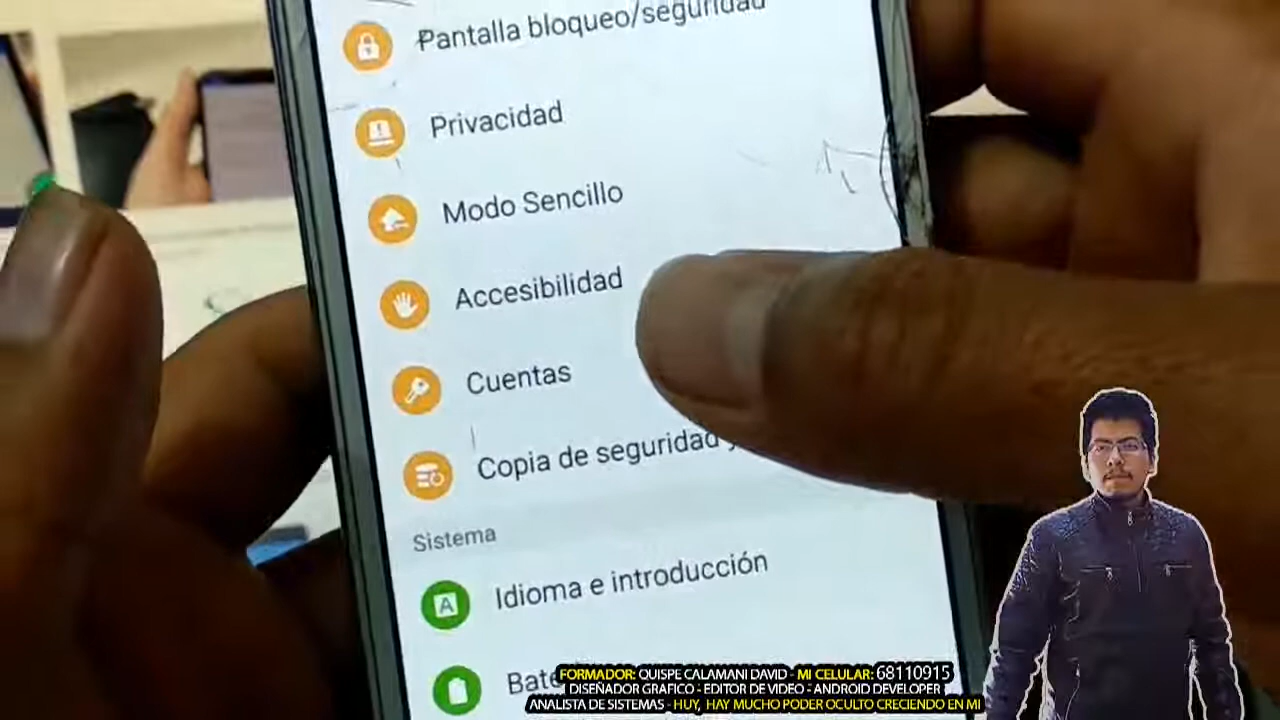 Pantalla bloqueo/seguridad
Privacidad
Modo Sencillo
Accesibilidad
Cuentas
Copia de seguridad
Sistema
Idioma e introducción
FORMADOR: QUISPE CALAMANI DAVID - MI CELULAR: 68110915
DISEÑADOR GRAFICO - EDITOR DE VIDEO - ANDROID DEVELOPER
ANALISTA DE SISTEMAS - HUY, HAY MUCHO PODER OCULTO CRECIENDO EN MI